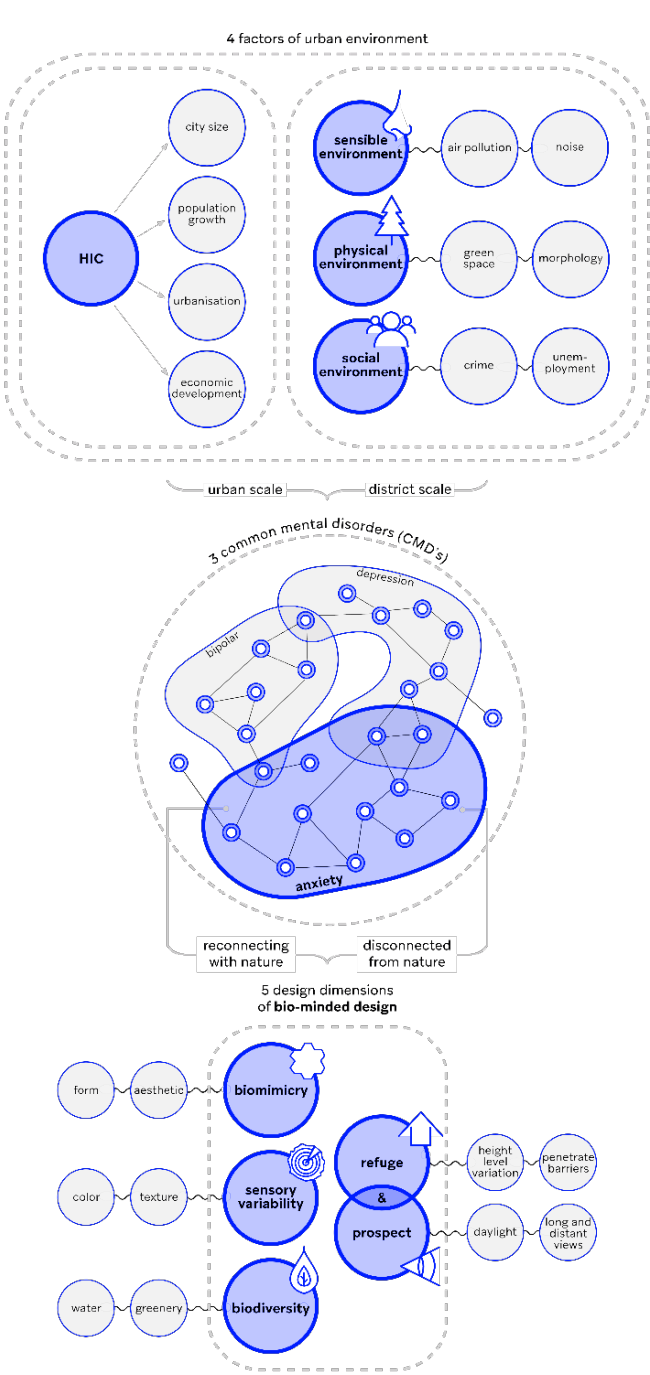 4 factors of urban environment
city size
population
growth
HIC
urbanisation
economic
development
sensible
environment
air pollution
noise
physical
environment
green
space
morphology
social
environment
crime
unem-
ployment
urban scale
district scale
3 common mental disorders (CMD's)
depression
bipolar
anxiety
reconnecting
with nature
disconnected
from nature
5 design dimensions
of bio-minded design
form
aesthetic
biomimicry
color
texture
sensory
variability
water
greenery
biodiversity
refuge
&
prospect
height
level
variation
penetrate
barriers
daylight
long and
distant
views